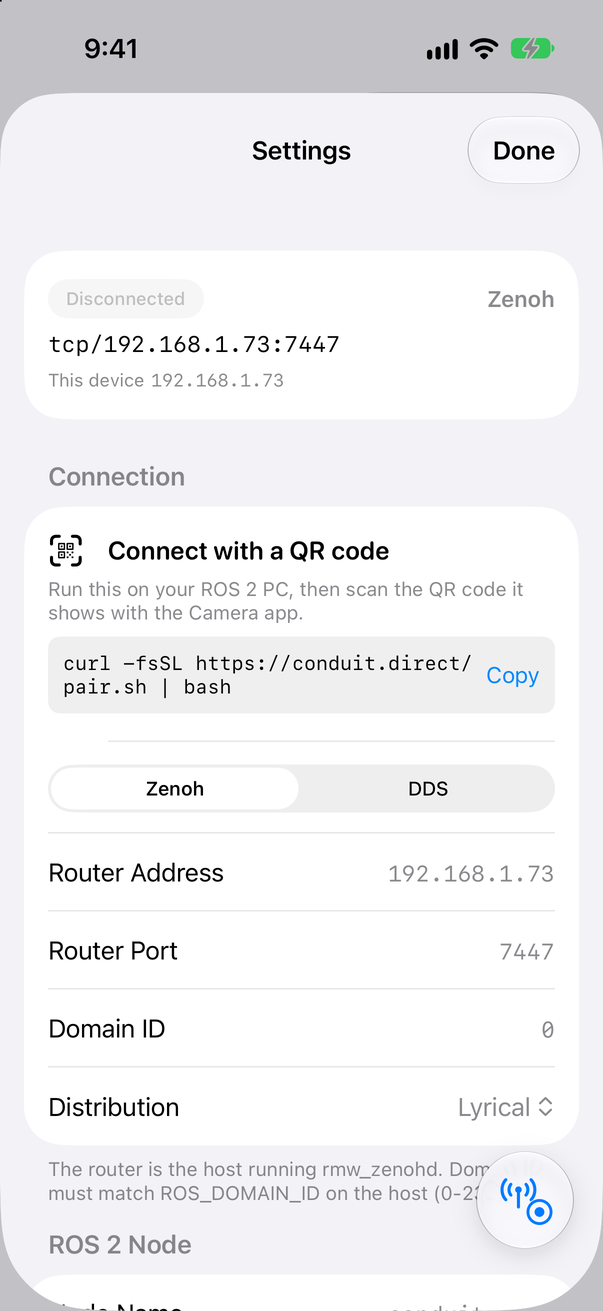 9:41
Settings
Done
Disconnected
Zenoh
tcp/192.168.1.73:7447
This device 192.168.1.73
Connection
Connect with a QR code
Run this on your ROS 2 PC, then scan the QR code it
shows with the Camera app.
curl -fsSL https://conduit.direct/
pair.sh | bash
Copy
Zenoh
DDS
Router Address
192.168.1.73
Router Port
7447
Domain ID
0
Distribution
Lyrical
The router is the host running rmw_zenohd.
must match ROS_DOMAIN_ID on the host
ROS 2 Node